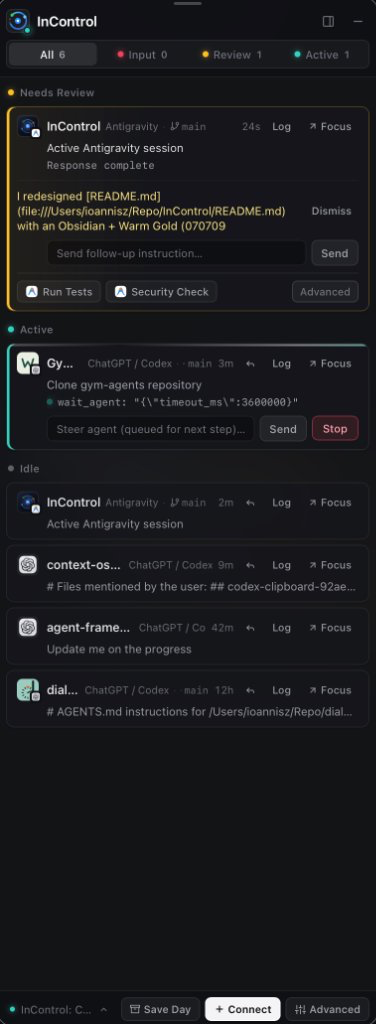 InControl
All 6 Input 0 Review 1 Active 1
Needs Review
InControl Antigravity · main 24s Log Focus
Active Antigravity session
Response complete
I redesigned [README.md]
(file:///Users/ioannisz/Repo/InControl/README.md)
with an Obsidian + Warm Gold (070709
Dismiss
Send follow-up instruction... Send
Run Tests Security Check Advanced
Active
Gy... ChatGPT / Codex · · main 3m Log Focus
Clone gym-agents repository
wait_agent: "{\"timeout_ms\":3600000}"
Steer agent (queued for next step)... Send Stop
Idle
InControl Antigravity · main 2m Log Focus
Active Antigravity session
context-os... ChatGPT / Codex 9m Log Focus
# Files mentioned by the user: ## codex-clipboard-92ae...
agent-frame... ChatGPT / Co 42m Log Focus
Update me on the progress
dial... ChatGPT / Codex · · main 12h Log Focus
# AGENTS.md instructions for /Users/ioannisz/Repo/dial...
InControl: C... Save Day + Connect Advanced